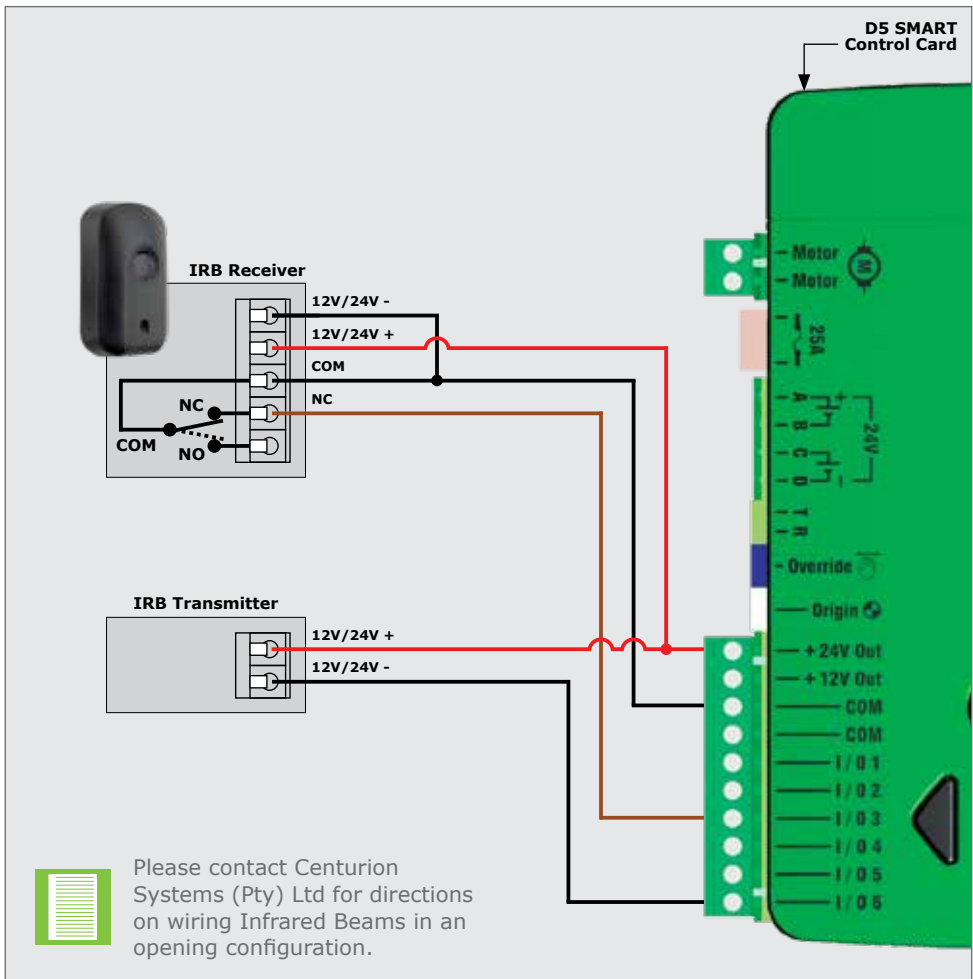 D5 SMART
Control Card
IRB Receiver
12V/24V -
12V/24V +
COM
NC
NC
COM
NO
IRB Transmitter
12V/24V +
12V/24V -
Motor
Motor
M
25A
A +
B
C
D -
24V
T
R
Override
Origin
+ 24V Out
+ 12V Out
COM
COM
I/O 1
I/O 2
I/O 3
I/O 4
I/O 5
I/O 6
Please contact Centurion
Systems (Pty) Ltd for directions
on wiring Infrared Beams in an
opening configuration.